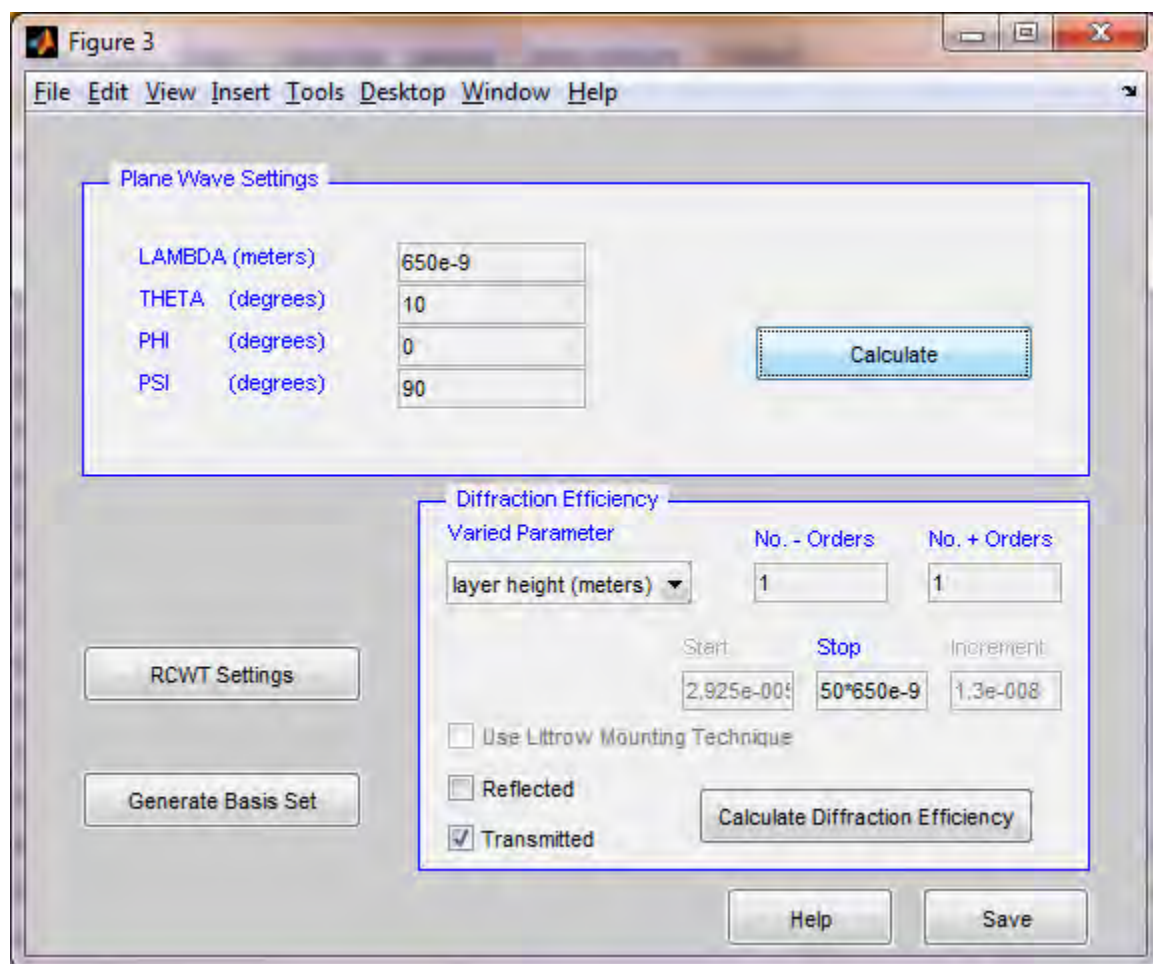 Figure 3
File Edit View Insert Tools Desktop Window Help
Plane Wave Settings
LAMBDA (meters) 650e-9
THETA (degrees) 10
PHI (degrees) 0
PSI (degrees) 90
Calculate
Diffraction Efficiency
Varied Parameter No. - Orders No. + Orders
layer height (meters) 1 1
Start Stop Increment
2,925e-005 50*650e-9 1,3e-008
Use Littrow Mounting Technique
Reflected
Transmitted
Calculate Diffraction Efficiency
RCWT Settings
Generate Basis Set
Help Save